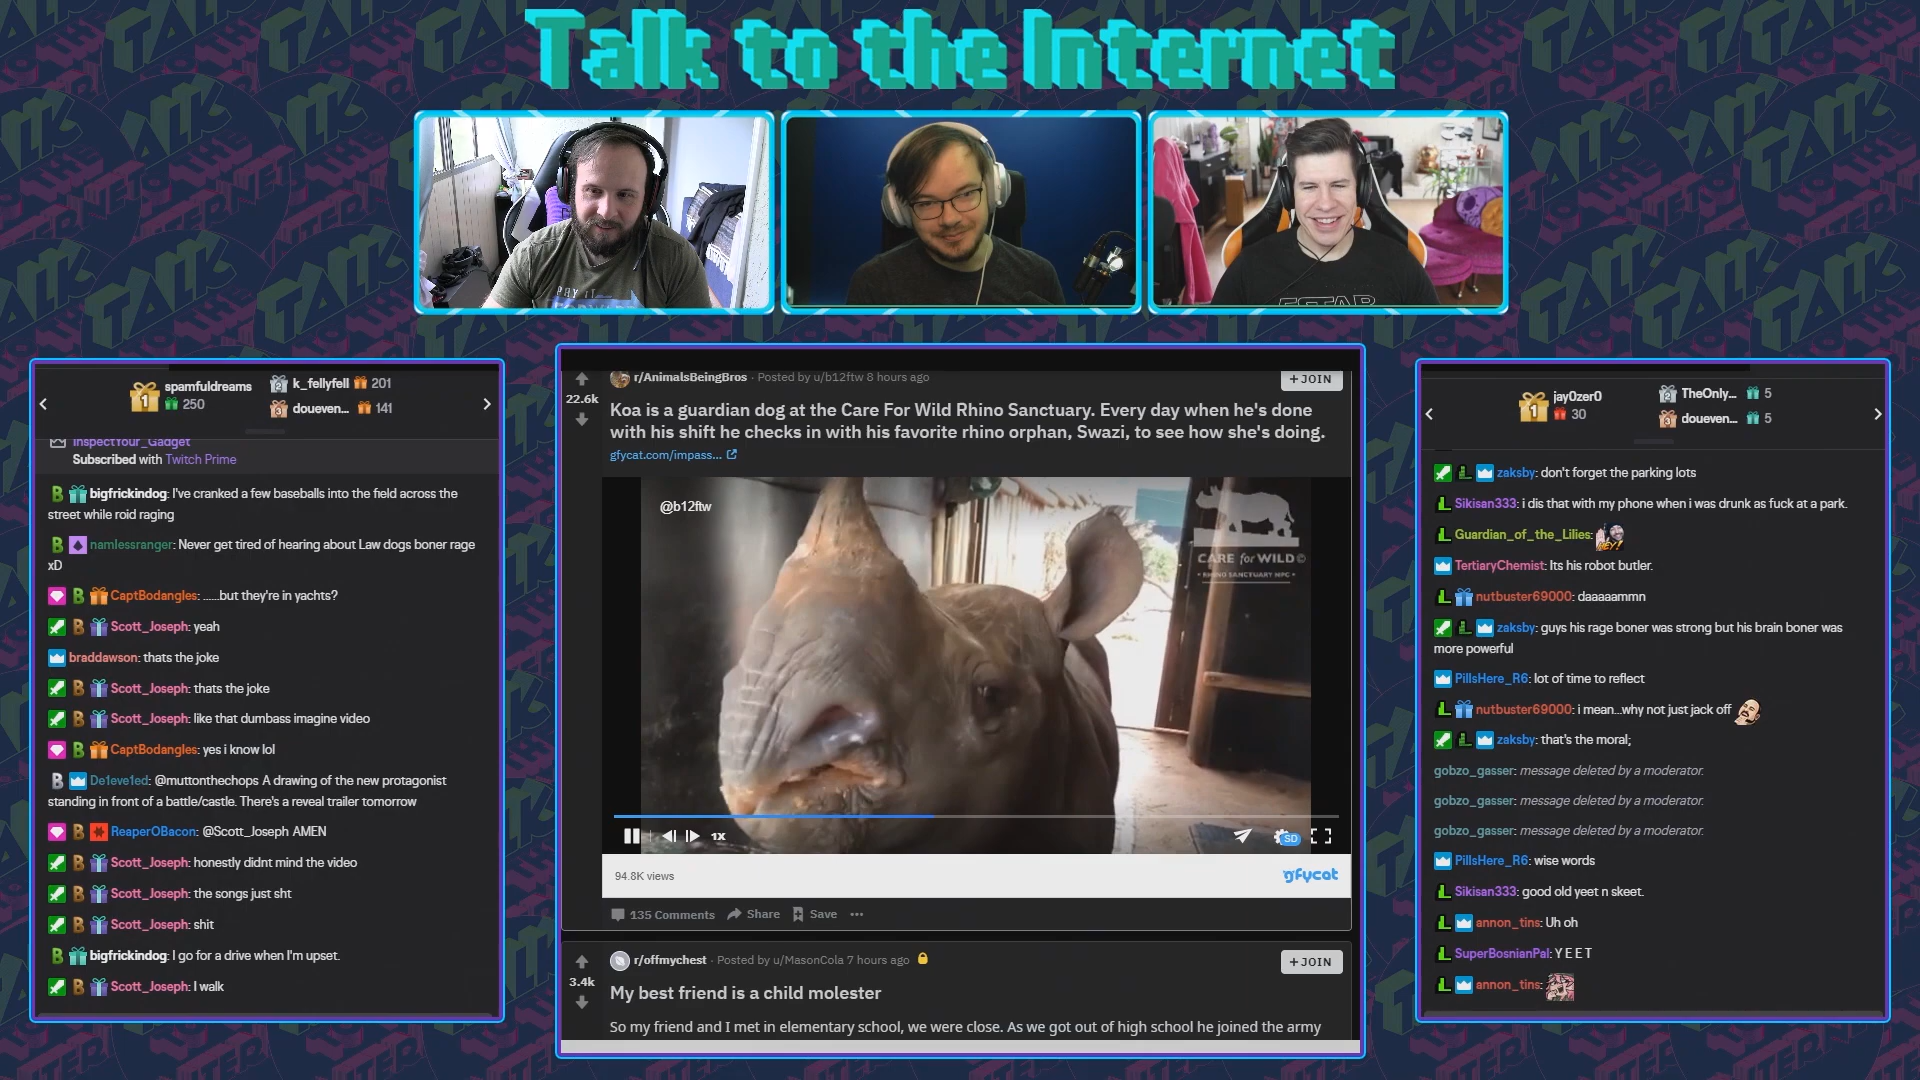 Talk to the Internet
spamfuldreams
250
k_fellyfell 201
doueven... 141
InspectYour_Gadget
Subscribed with Twitch Prime
bigfrickindog: I've cranked a few baseballs into the field across the
street while roid raging
namlessranger: Never get tired of hearing about Law dogs boner rage
xD
CaptBodangles: ......but they're in yachts?
Scott_Joseph: yeah
braddawson: thats the joke
Scott_Joseph: thats the joke
Scott_Joseph: like that dumbass imagine video
CaptBodangles: yes i know lol
De1eve1ed: @muttonthechops A drawing of the new protagonist
standing in front of a battle/castle. There's a reveal trailer tomorrow
ReaperOBacon: @Scott_Joseph AMEN
Scott_Joseph: honestly didnt mind the video
Scott_Joseph: the songs just sht
Scott_Joseph: shit
bigfrickindog: I go for a drive when I'm upset.
Scott_Joseph: I walk
r/AnimalsBeingBros · Posted by u/b12ftw 8 hours ago
+ JOIN
22.6k
Koa is a guardian dog at the Care For Wild Rhino Sanctuary. Every day when he's done
with his shift he checks in with his favorite rhino orphan, Swazi, to see how she's doing.
gfycat.com/impass...
@b12ftw
CARE for WILD©
• RHINO SANCTUARY NPC •
1X
SD
94.8K views
gfycat
135 Comments Share Save ···
r/offmychest · Posted by u/MasonCola 7 hours ago
+ JOIN
3.4k
My best friend is a child molester
So my friend and I met in elementary school, we were close. As we got out of high school he joined the army
jay0zer0
30
TheOnly... 5
doueven... 5
zaksby: don't forget the parking lots
Sikisan333: i dis that with my phone when i was drunk as fuck at a park.
Guardian_of_the_Lilies: HEY!
TertiaryChemist: Its his robot butler.
nutbuster69000: daaaaammn
zaksby: guys his rage boner was strong but his brain boner was
more powerful
PillsHere_R6: lot of time to reflect
nutbuster69000: i mean...why not just jack off
zaksby: that's the moral;
gobzo_gasser: message deleted by a moderator.
gobzo_gasser: message deleted by a moderator.
gobzo_gasser: message deleted by a moderator.
PillsHere_R6: wise words
Sikisan333: good old yeet n skeet.
annon_tins: Uh oh
SuperBosnianPal: Y E E T
annon_tins: